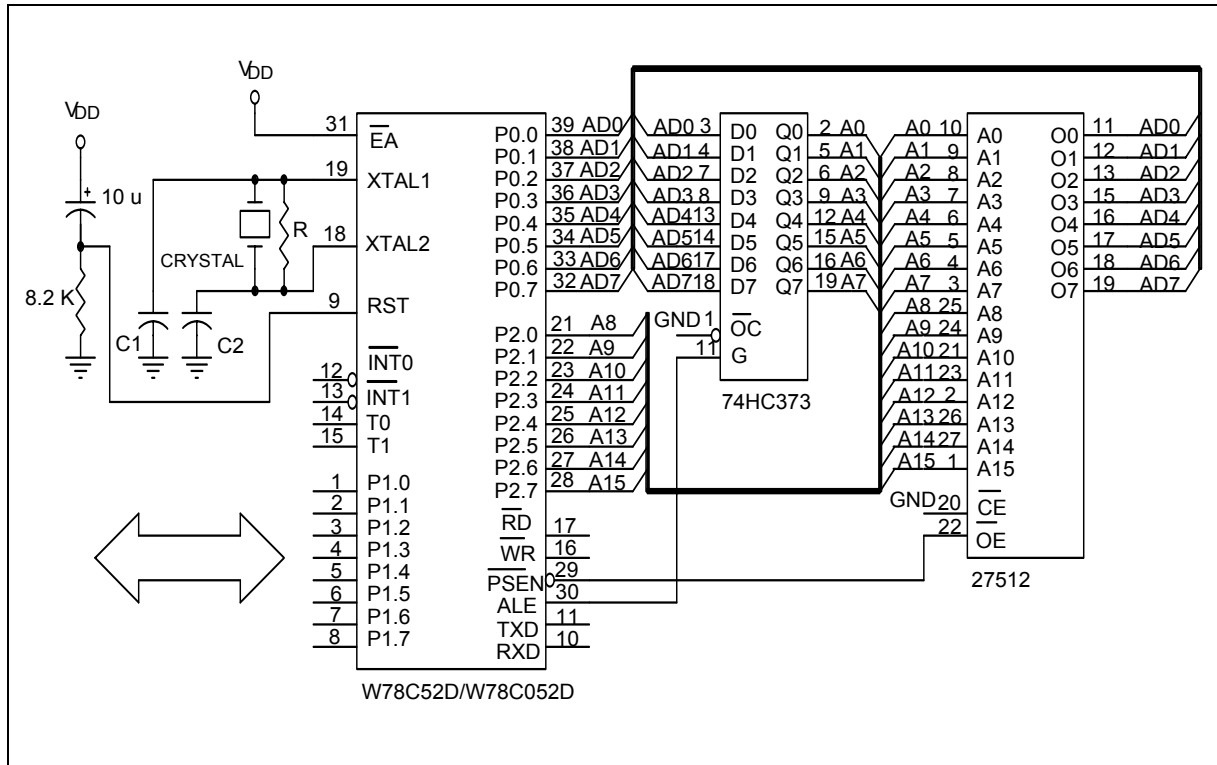 VDD
VDD
10 u
8.2 K
C1
C2
CRYSTAL
R
31 EA
19 XTAL1
18 XTAL2
9 RST
12 INT0
13 INT1
14 T0
15 T1
1 P1.0
2 P1.1
3 P1.2
4 P1.3
5 P1.4
6 P1.5
7 P1.6
8 P1.7
P0.0 39 AD0
P0.1 38 AD1
P0.2 37 AD2
P0.3 36 AD3
P0.4 35 AD4
P0.5 34 AD5
P0.6 33 AD6
P0.7 32 AD7
P2.0 21 A8
P2.1 22 A9
P2.2 23 A10
P2.3 24 A11
P2.4 25 A12
P2.5 26 A13
P2.6 27 A14
P2.7 28 A15
RD 17
WR 16
PSEN 29
ALE 30
TXD 11
RXD 10
W78C52D/W78C052D
AD0 3 D0 Q0 2 A0
AD1 4 D1 Q1 5 A1
AD2 7 D2 Q2 6 A2
AD3 8 D3 Q3 9 A3
AD4 13 D4 Q4 12 A4
AD5 14 D5 Q5 15 A5
AD6 17 D6 Q6 16 A6
AD7 18 D7 Q7 19 A7
GND 1 OC
11 G
74HC373
A0 10 A0 O0 11 AD0
A1 9 A1 O1 12 AD1
A2 8 A2 O2 13 AD2
A3 7 A3 O3 15 AD3
A4 6 A4 O4 16 AD4
A5 5 A5 O5 17 AD5
A6 4 A6 O6 18 AD6
A7 3 A7 O7 19 AD7
A8 25 A8
A9 24 A9
A10 21 A10
A11 23 A11
A12 2 A12
A13 26 A13
A14 27 A14
A15 1 A15
GND 20 CE
22 OE
27512